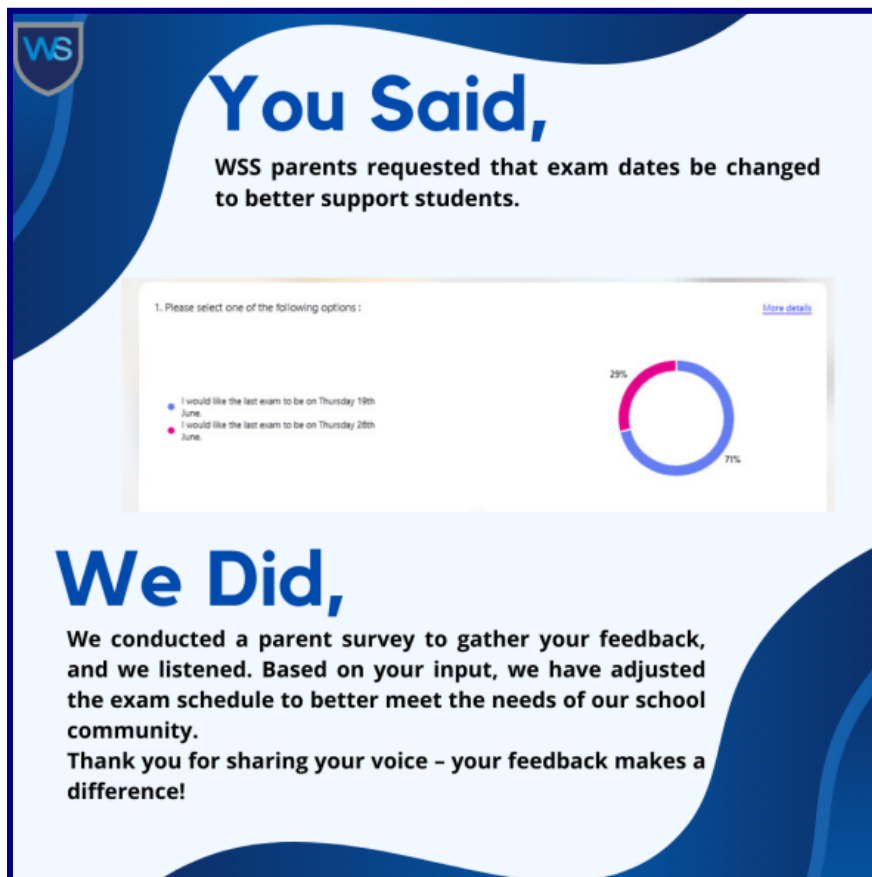 WS
You Said,
WSS parents requested that exam dates be changed
to better support students.
1. Please select one of the following options :
More details
I would like the last exam to be on Thursday 19th
June.
I would like the last exam to be on Thursday 26th
June.
29%
71%
We Did,
We conducted a parent survey to gather your feedback,
and we listened. Based on your input, we have adjusted
the exam schedule to better meet the needs of our school
community.
Thank you for sharing your voice – your feedback makes a
difference!